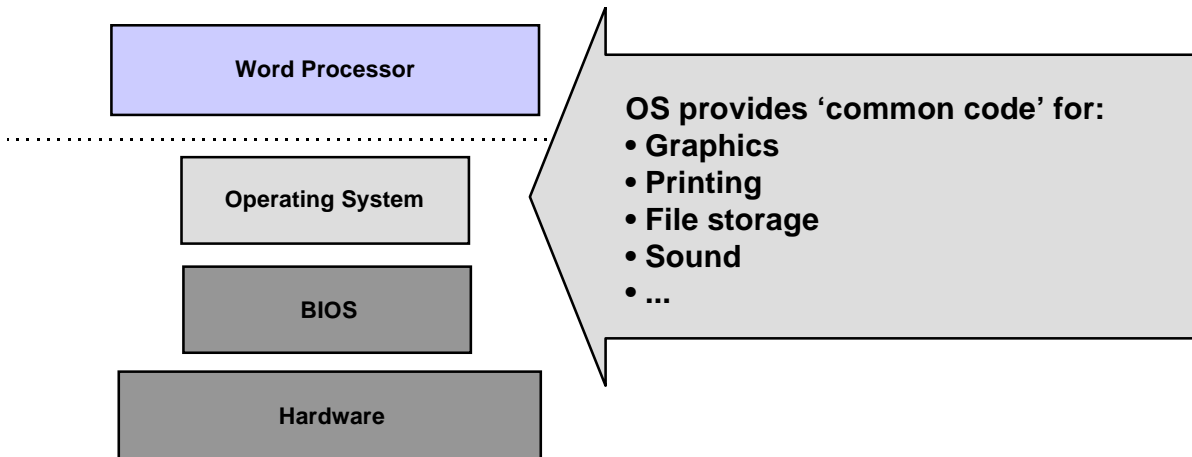 Word Processor
Operating System
BIOS
Hardware
OS provides ‘common code’ for:
• Graphics
• Printing
• File storage
• Sound
• ...